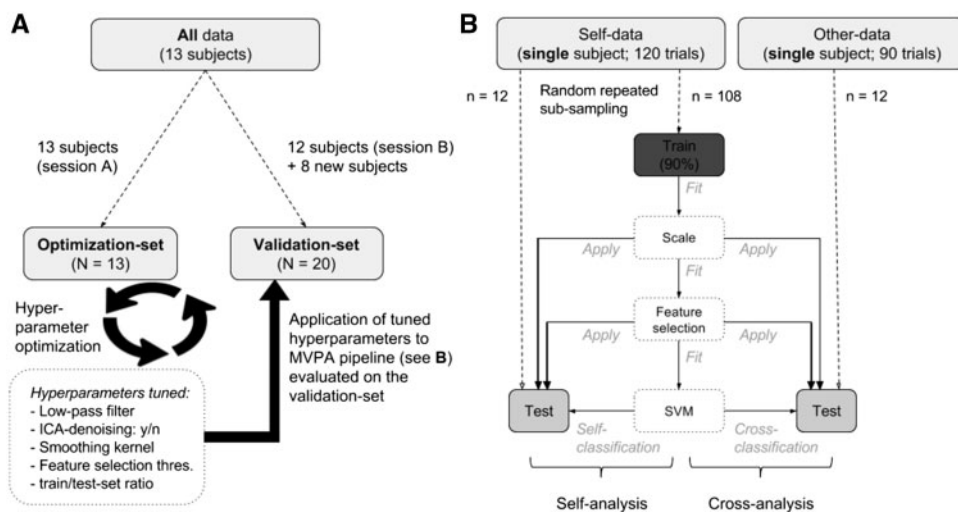 A
All data
(13 subjects)
13 subjects
(session A)
12 subjects (session B)
+ 8 new subjects
Optimization-set
(N = 13)
Validation-set
(N = 20)
Hyper-
parameter
optimization
Application of tuned
hyperparameters to
MVPA pipeline (see B)
evaluated on the
validation-set
Hyperparameters tuned:
- Low-pass filter
- ICA-denoising: y/n
- Smoothing kernel
- Feature selection thres.
- train/test-set ratio
B
Self-data
(single subject; 120 trials)
Other-data
(single subject; 90 trials)
n = 12
Random repeated
sub-sampling
n = 108
n = 12
Train
(90%)
Fit
Scale
Apply
Apply
Fit
Feature
selection
Apply
Apply
Fit
Test
SVM
Test
Self-
classification
Cross-
classification
Self-analysis
Cross-analysis